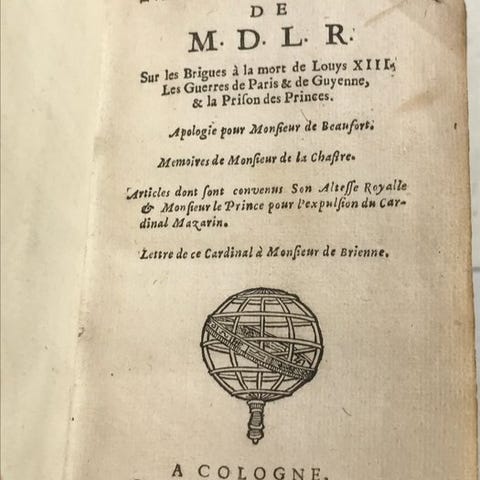 DE
M. D. L. R.
Sur les Brigues à la mort de Louys XIII,
Les Guerres de Paris & de Guyenne,
& la Priſon des Princes.
Apologie pour Monſieur de Beaufort.
Memoires de Monſieur de la Chaſtre.
Articles dont ſont convenus Son Alteſſe Royalle
& Monſieur le Prince pour l'expulſion du Car-
dinal Mazarin.
Lettre de ce Cardinal à Monſieur de Brienne.
A COLOGNE,